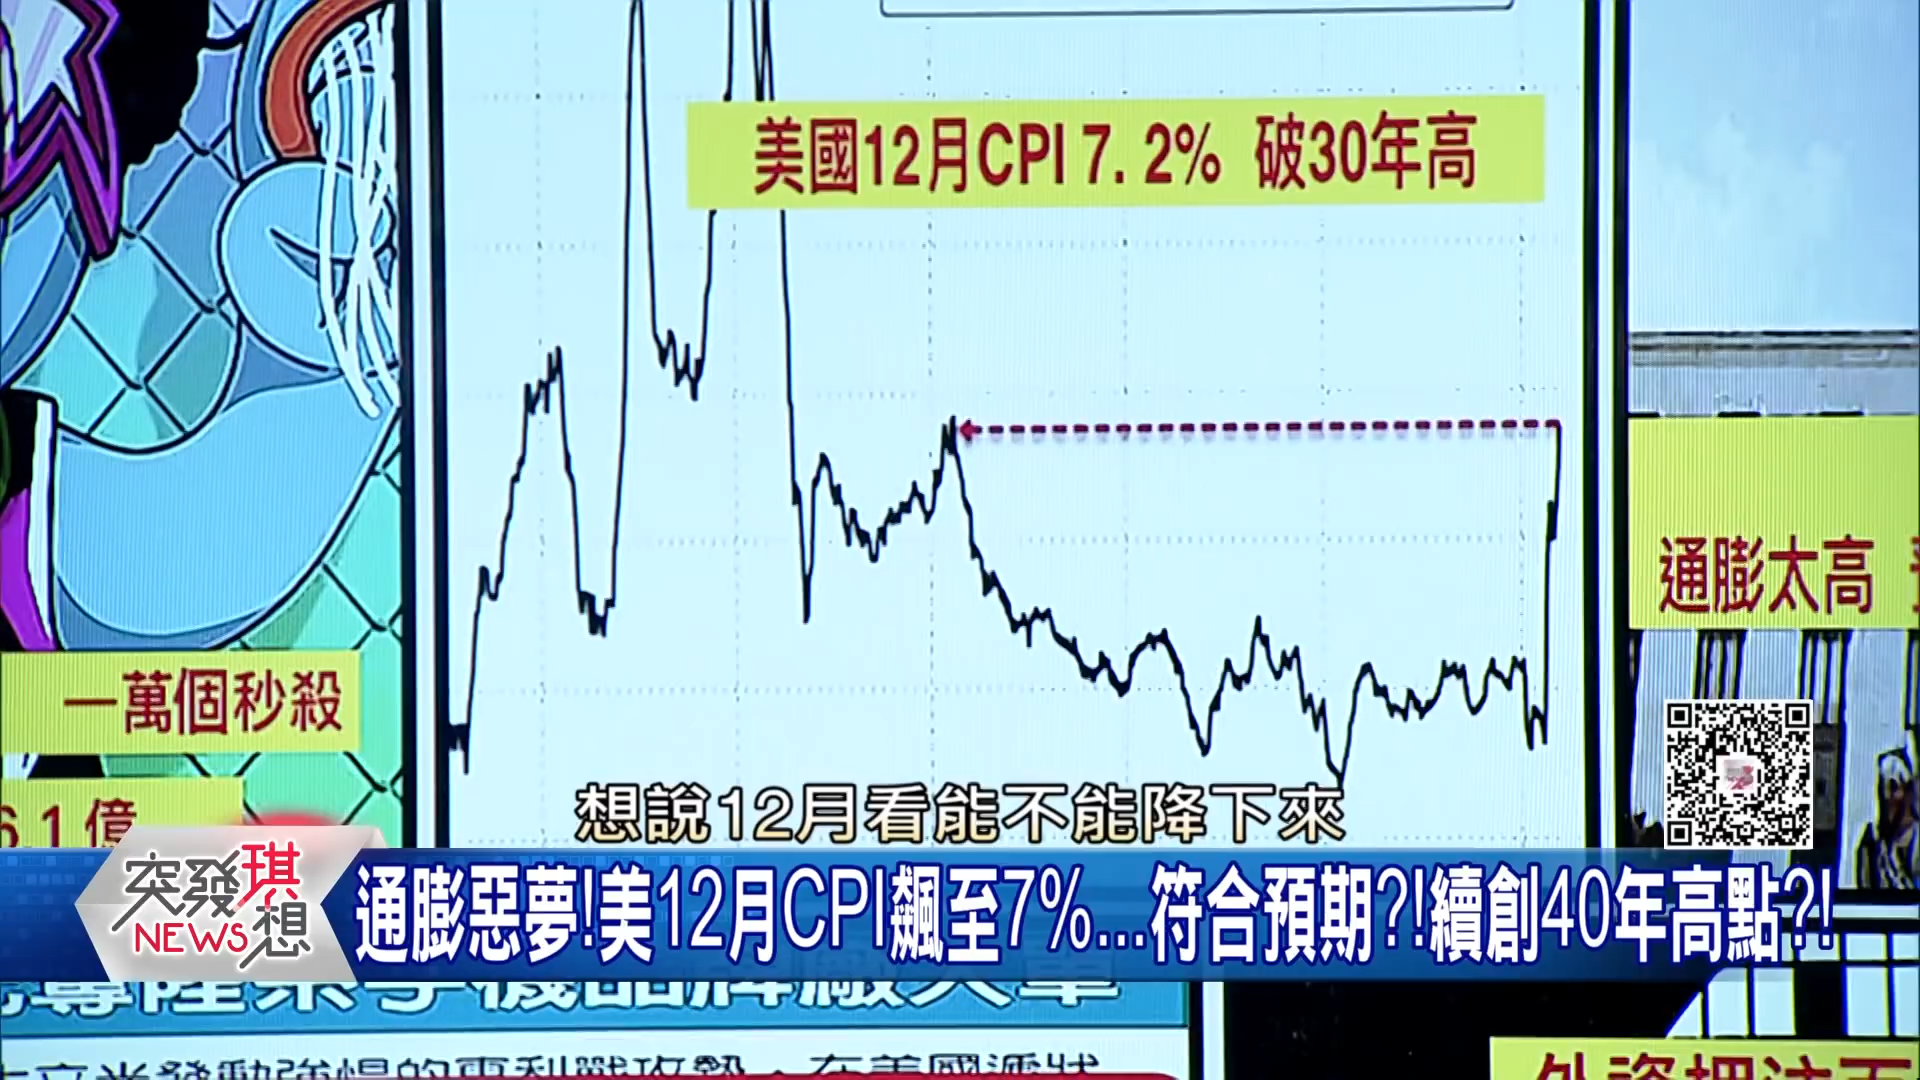 美國12月CPI 7.2% 破30年高
通膨太高
一萬個秒殺
6.1億
想說12月看能不能降下來
突發琪想
NEWS
通膨惡夢!美12月CPI飆至7%...符合預期?!續創40年高點?!